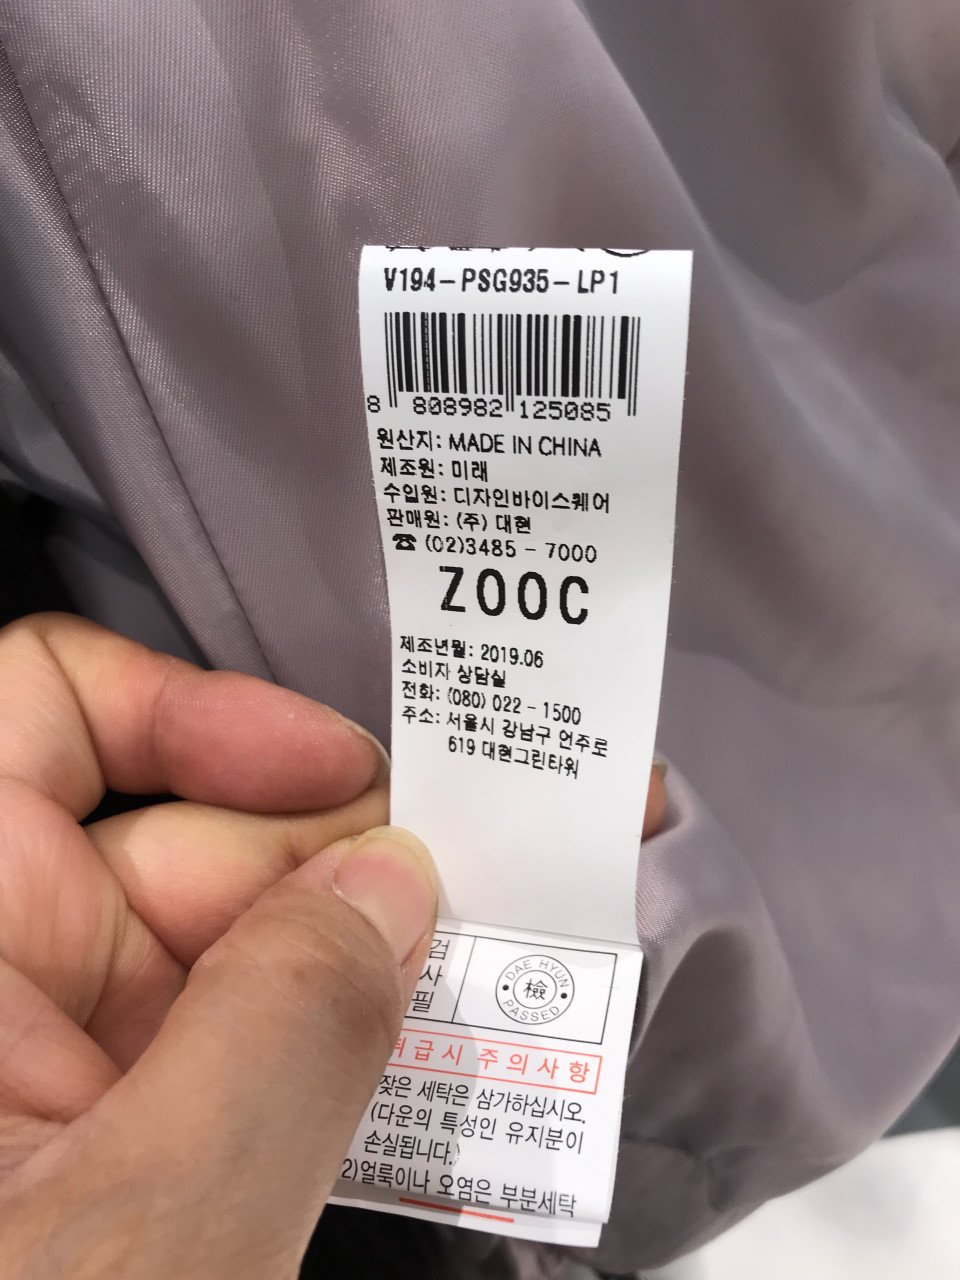 V194-PSG935-LP1
8 808982 125085
원산지: MADE IN CHINA
제조원: 미래
수입원: 디자인바이스퀘어
판매원: (주) 대현
☎ (02)3485-7000
ZOOC
제조년월: 2019.06
소비자 상담실
전화: (080) 022-1500
주소: 서울시 강남구 언주로
619 대현그린타워
검사필
DAE HYUN
檢
PASSED
취급시 주의사항
잦은 세탁은 삼가하십시오.
(다운의 특성인 유지분이
손실됩니다.)
2)얼룩이나 오염은 부분세탁